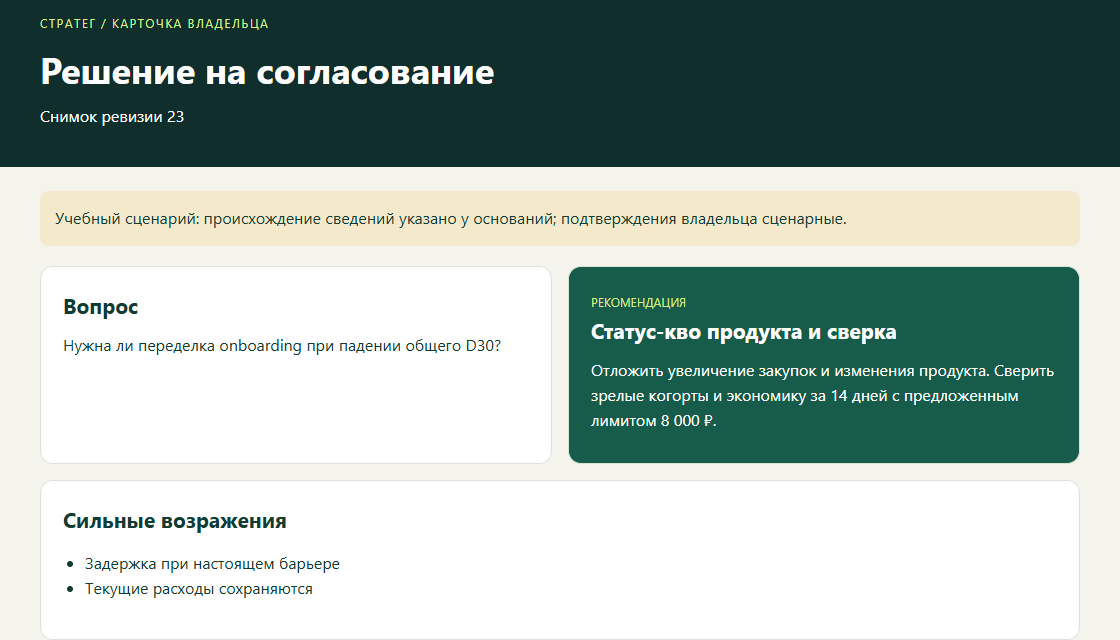 СТРАТЕГ / КАРТОЧКА ВЛАДЕЛЬЦА
Решение на согласование
Снимок ревизии 23
Учебный сценарий: происхождение сведений указано у оснований; подтверждения владельца сценарные.
Вопрос
Нужна ли переделка onboarding при падении общего D30?
РЕКОМЕНДАЦИЯ
Статус-кво продукта и сверка
Отложить увеличение закупок и изменения продукта. Сверить
зрелые когорты и экономику за 14 дней с предложенным
лимитом 8 000 ₽.
Сильные возражения
• Задержка при настоящем барьере
• Текущие расходы сохраняются